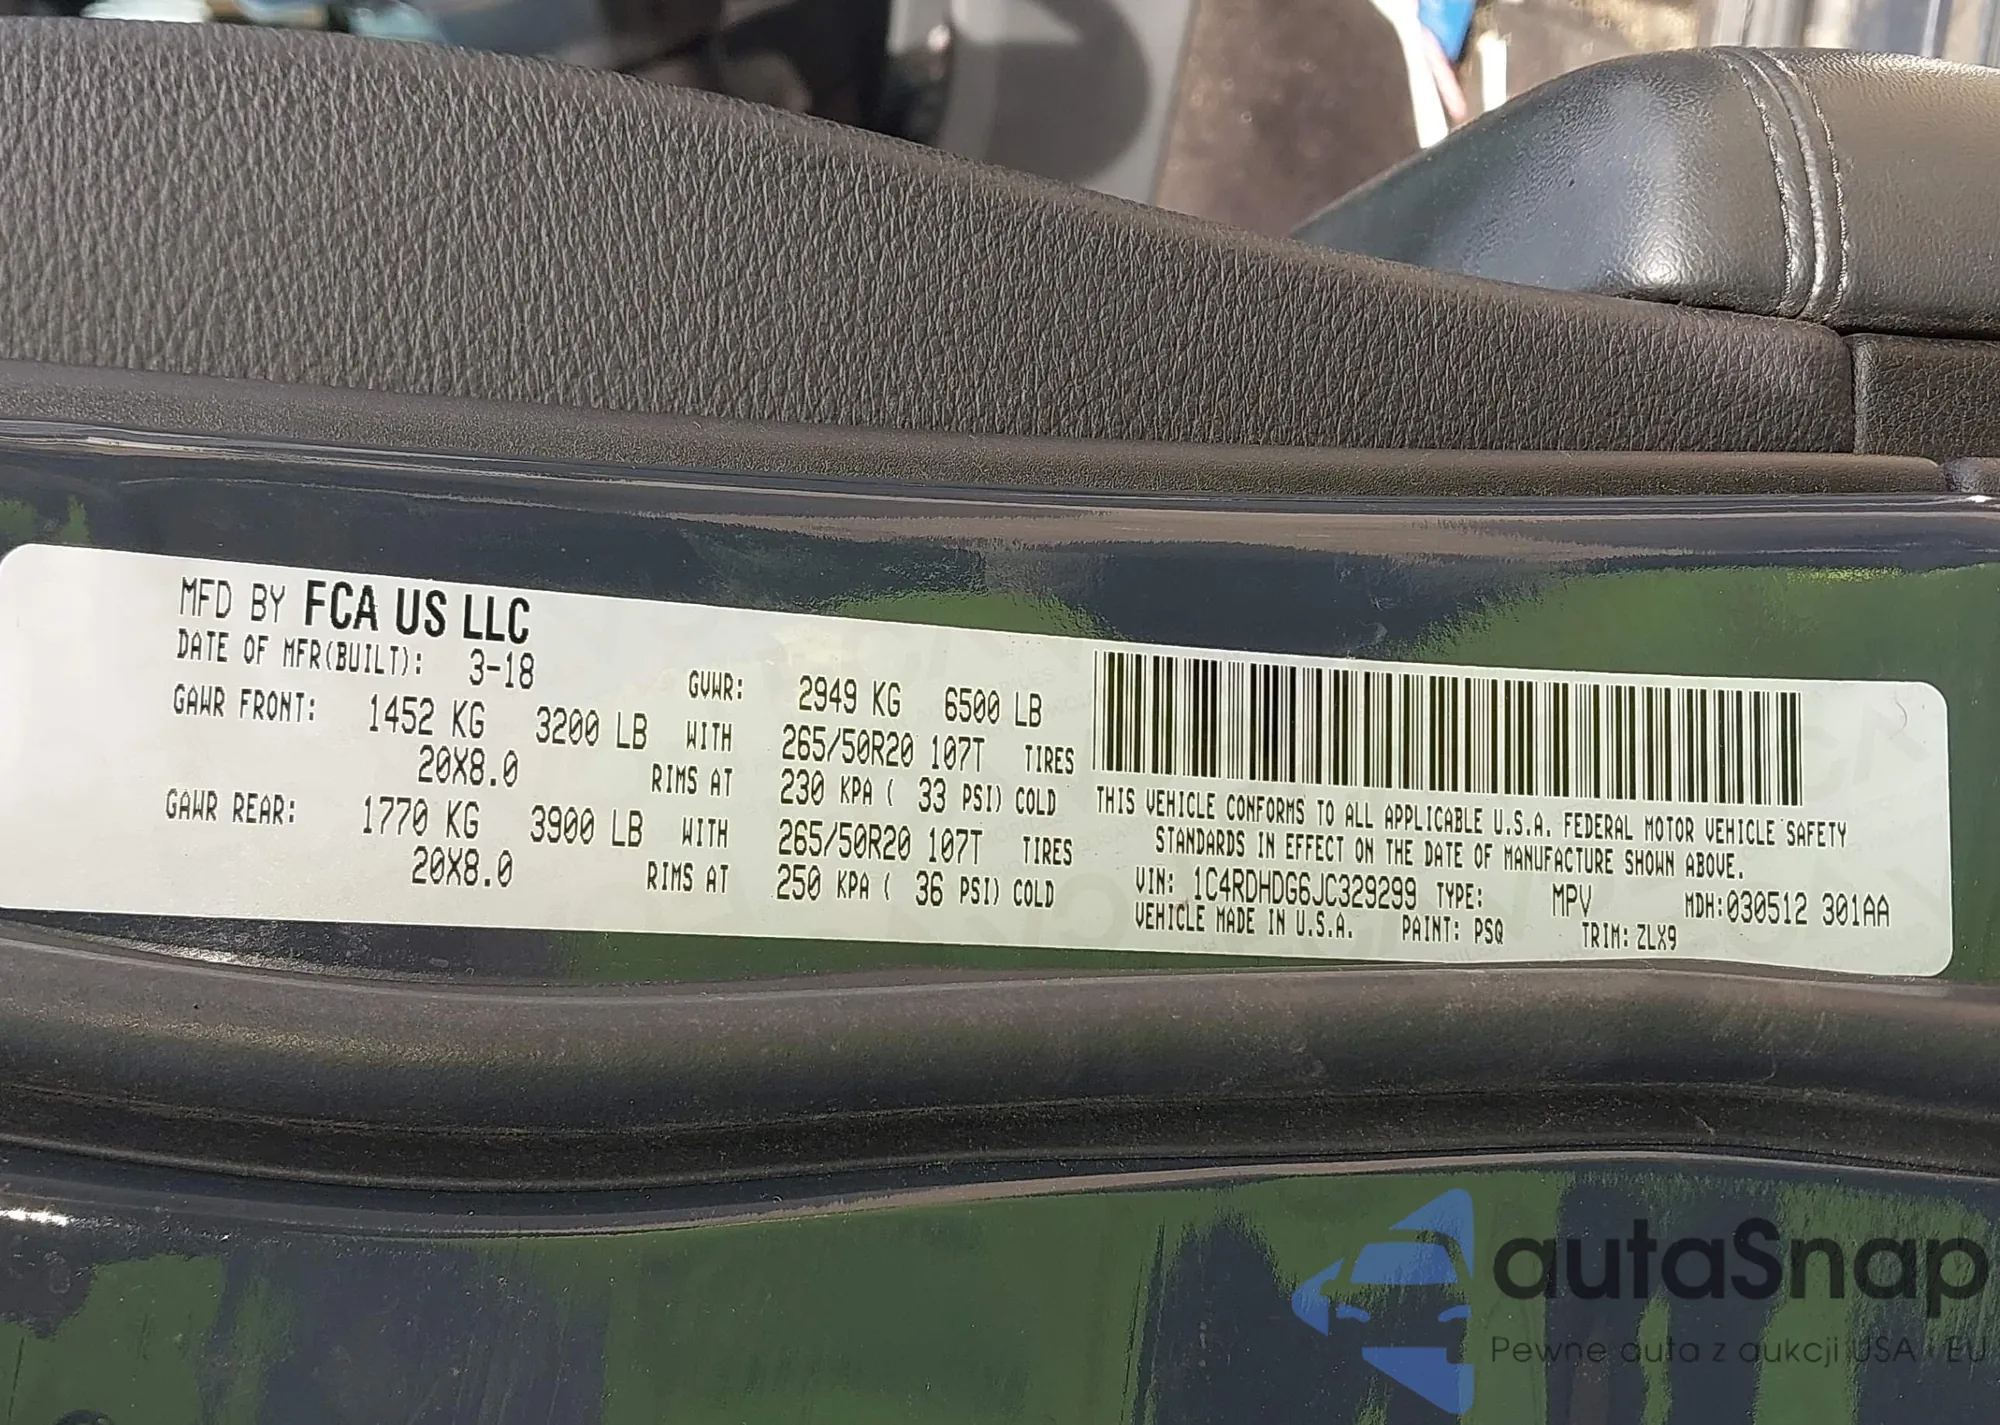 MFD BY FCA US LLC
DATE OF MFR(BUILT): 3-18
GVWR: 2949 KG 6500 LB
GAWR FRONT: 1452 KG 3200 LB WITH 265/50R20 107T TIRES
20X8.0 RIMS AT 230 KPA ( 33 PSI) COLD
GAWR REAR: 1770 KG 3900 LB WITH 265/50R20 107T TIRES
20X8.0 RIMS AT 250 KPA ( 36 PSI) COLD
THIS VEHICLE CONFORMS TO ALL APPLICABLE U.S.A. FEDERAL MOTOR VEHICLE SAFETY
STANDARDS IN EFFECT ON THE DATE OF MANUFACTURE SHOWN ABOVE.
VIN: 1C4RDHDG6JC329299 TYPE: MPV MDH:030512 301AA
VEHICLE MADE IN U.S.A. PAINT: PSQ TRIM: ZLX9
autaSnap
Pewne auta z aukcji USA i EU